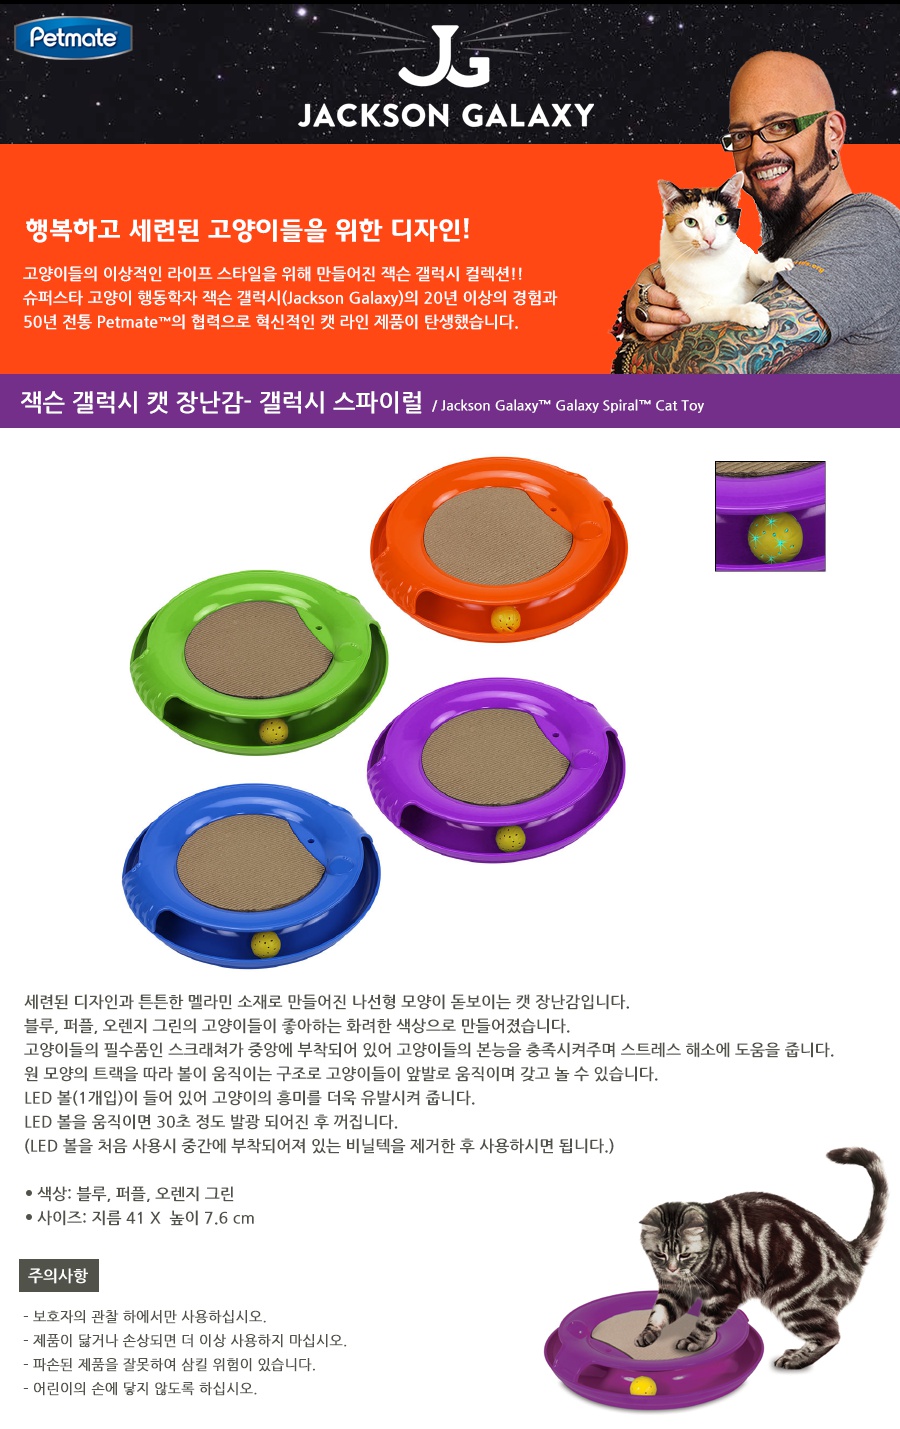 Petmate
JG
JACKSON GALAXY
행복하고 세련된 고양이들을 위한 디자인!
고양이들의 이상적인 라이프 스타일을 위해 만들어진 잭슨 갤럭시 컬렉션!!
슈퍼스타 고양이 행동학자 잭슨 갤럭시(Jackson Galaxy)의 20년 이상의 경험과
50년 전통 Petmate™의 협력으로 혁신적인 캣 라인 제품이 탄생했습니다.
잭슨 갤럭시 캣 장난감- 갤럭시 스파이럴 / Jackson Galaxy™ Galaxy Spiral™ Cat Toy
세련된 디자인과 튼튼한 멜라민 소재로 만들어진 나선형 모양이 돋보이는 캣 장난감입니다.
블루, 퍼플, 오렌지 그린의 고양이들이 좋아하는 화려한 색상으로 만들어졌습니다.
고양이들의 필수품인 스크래쳐가 중앙에 부착되어 있어 고양이들의 본능을 충족시켜주며 스트레스 해소에 도움을 줍니다.
원 모양의 트랙을 따라 볼이 움직이는 구조로 고양이들이 앞발로 움직이며 갖고 놀 수 있습니다.
LED 볼(1개입)이 들어 있어 고양이의 흥미를 더욱 유발시켜 줍니다.
LED 볼을 움직이면 30초 정도 발광 되어진 후 꺼집니다.
(LED 볼을 처음 사용시 중간에 부착되어져 있는 비닐텍을 제거한 후 사용하시면 됩니다.)
• 색상: 블루, 퍼플, 오렌지 그린
• 사이즈: 지름 41 X 높이 7.6 cm
주의사항
- 보호자의 관찰 하에서만 사용하십시오.
- 제품이 닳거나 손상되면 더 이상 사용하지 마십시오.
- 파손된 제품을 잘못하여 삼킬 위험이 있습니다.
- 어린이의 손에 닿지 않도록 하십시오.